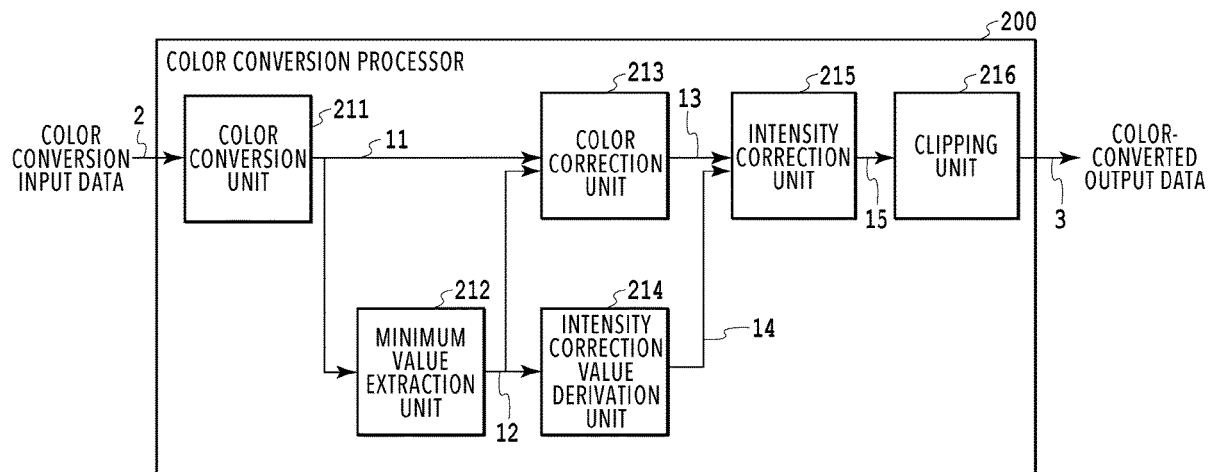 200
COLOR CONVERSION PROCESSOR
2
COLOR
CONVERSION
INPUT DATA
211
COLOR
CONVERSION
UNIT
11
213
COLOR
CORRECTION
UNIT
13
215
INTENSITY
CORRECTION
UNIT
15
216
CLIPPING
UNIT
3
COLOR-
CONVERTED
OUTPUT DATA
212
MINIMUM
VALUE
EXTRACTION
UNIT
12
214
INTENSITY
CORRECTION
VALUE
DERIVATION
UNIT
14